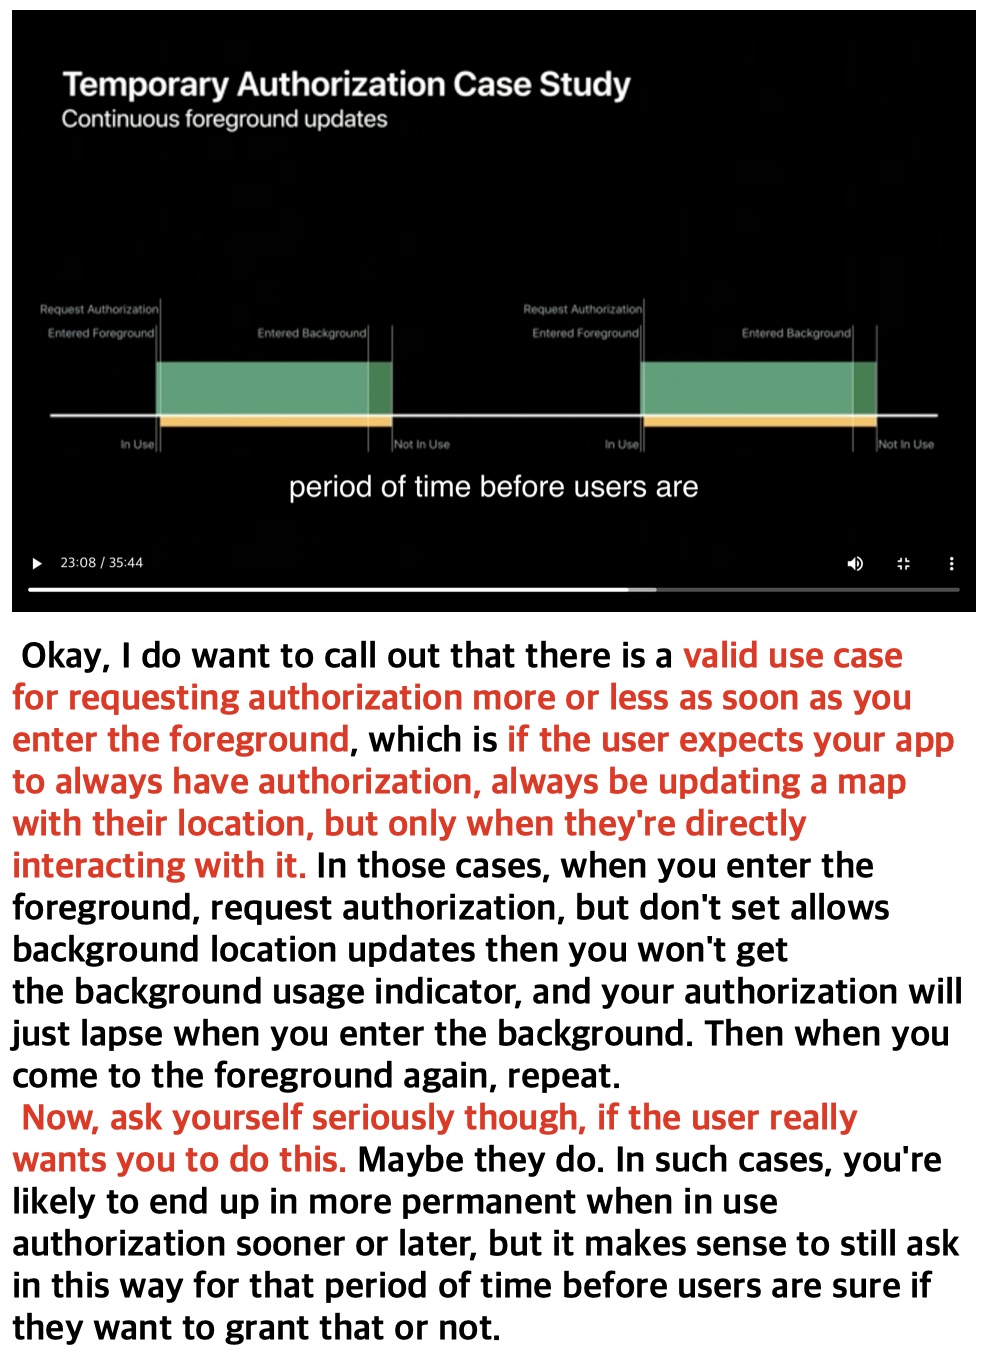 Temporary Authorization Case Study
Continuous foreground updates
Request Authorization
Request Authorization
Entered Foreground
Entered Background
Entered Foreground
Entered Background
In Use
Not In Use
In Use
Not In Use
period of time before users are
23:08 / 35:44
Okay, I do want to call out that there is a valid use case
for requesting authorization more or less as soon as you
enter the foreground, which is if the user expects your app
to always have authorization, always be updating a map
with their location, but only when they're directly
interacting with it. In those cases, when you enter the
foreground, request authorization, but don't set allows
background location updates then you won't get
the background usage indicator, and your authorization will
just lapse when you enter the background. Then when you
come to the foreground again, repeat.
Now, ask yourself seriously though, if the user really
wants you to do this. Maybe they do. In such cases, you're
likely to end up in more permanent when in use
authorization sooner or later, but it makes sense to still ask
in this way for that period of time before users are sure if
they want to grant that or not.